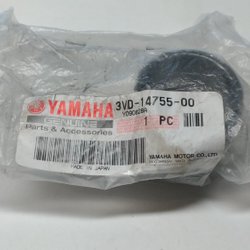 YAMAHA 3VD-14755-00
GENUINE
Parts & Accessories
1 PC
YAMAHA MOTOR CO., LTD.
MADE IN JAPAN